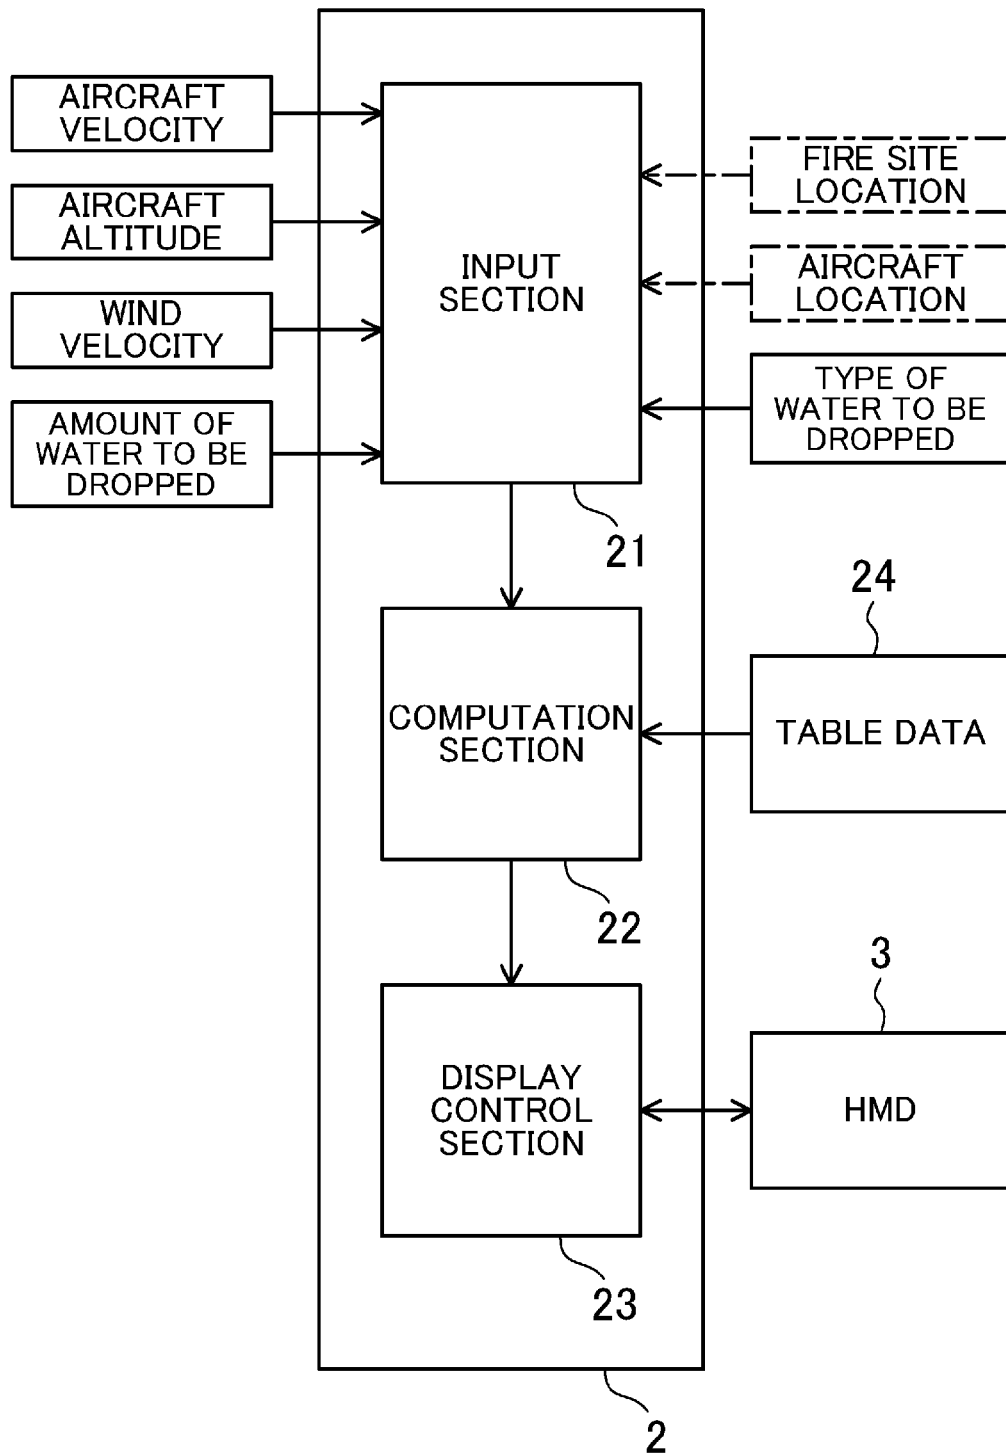 AIRCRAFT
VELOCITY
AIRCRAFT
ALTITUDE
WIND
VELOCITY
AMOUNT OF
WATER TO BE
DROPPED
INPUT
SECTION
21
FIRE SITE
LOCATION
AIRCRAFT
LOCATION
TYPE OF
WATER TO BE
DROPPED
COMPUTATION
SECTION
22
24
TABLE DATA
DISPLAY
CONTROL
SECTION
23
3
HMD
2